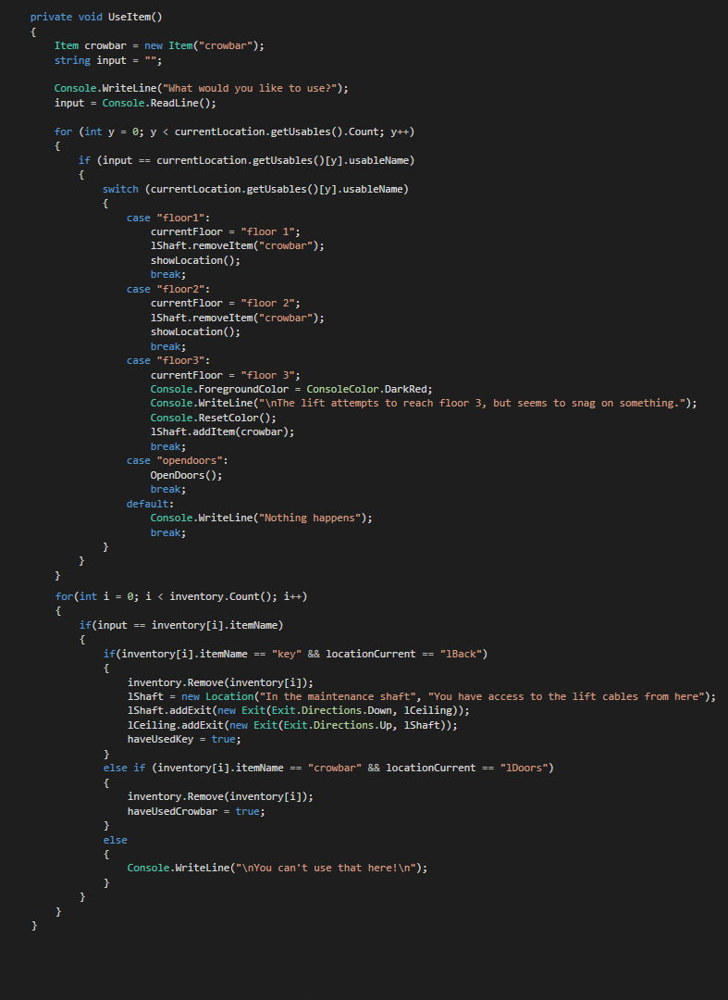 private void UseItem()
{
Item crowbar = new Item("crowbar");
string input = "";
Console.WriteLine("What would you like to use?");
input = Console.ReadLine();
for (int y = 0; y < currentLocation.getUsables().Count; y++)
{
if (input == currentLocation.getUsables()[y].usableName)
{
switch (currentLocation.getUsables()[y].usableName)
{
case "floor1":
currentFloor = "floor 1";
lShaft.removeItem("crowbar");
showLocation();
break;
case "floor2":
currentFloor = "floor 2";
lShaft.removeItem("crowbar");
showLocation();
break;
case "floor3":
currentFloor = "floor 3";
Console.ForegroundColor = ConsoleColor.DarkRed;
Console.WriteLine("\nThe lift attempts to reach floor 3, but seems to snag on something.");
Console.ResetColor();
lShaft.addItem(crowbar);
break;
case "opendoors":
OpenDoors();
break;
default:
Console.WriteLine("Nothing happens");
break;
}
}
}
for(int i = 0; i < inventory.Count(); i++)
{
if(input == inventory[i].itemName)
{
if(inventory[i].itemName == "key" && locationCurrent == "lBack")
{
inventory.Remove(inventory[i]);
lShaft = new Location("In the maintenance shaft", "You have access to the lift cables from here");
lShaft.addExit(new Exit(Exit.Directions.Down, lCeiling));
lCeiling.addExit(new Exit(Exit.Directions.Up, lShaft));
haveUsedKey = true;
}
else if (inventory[i].itemName == "crowbar" && locationCurrent == "lDoors")
{
inventory.Remove(inventory[i]);
haveUsedCrowbar = true;
}
else
{
Console.WriteLine("\nYou can't use that here!\n");
}
}
}
}